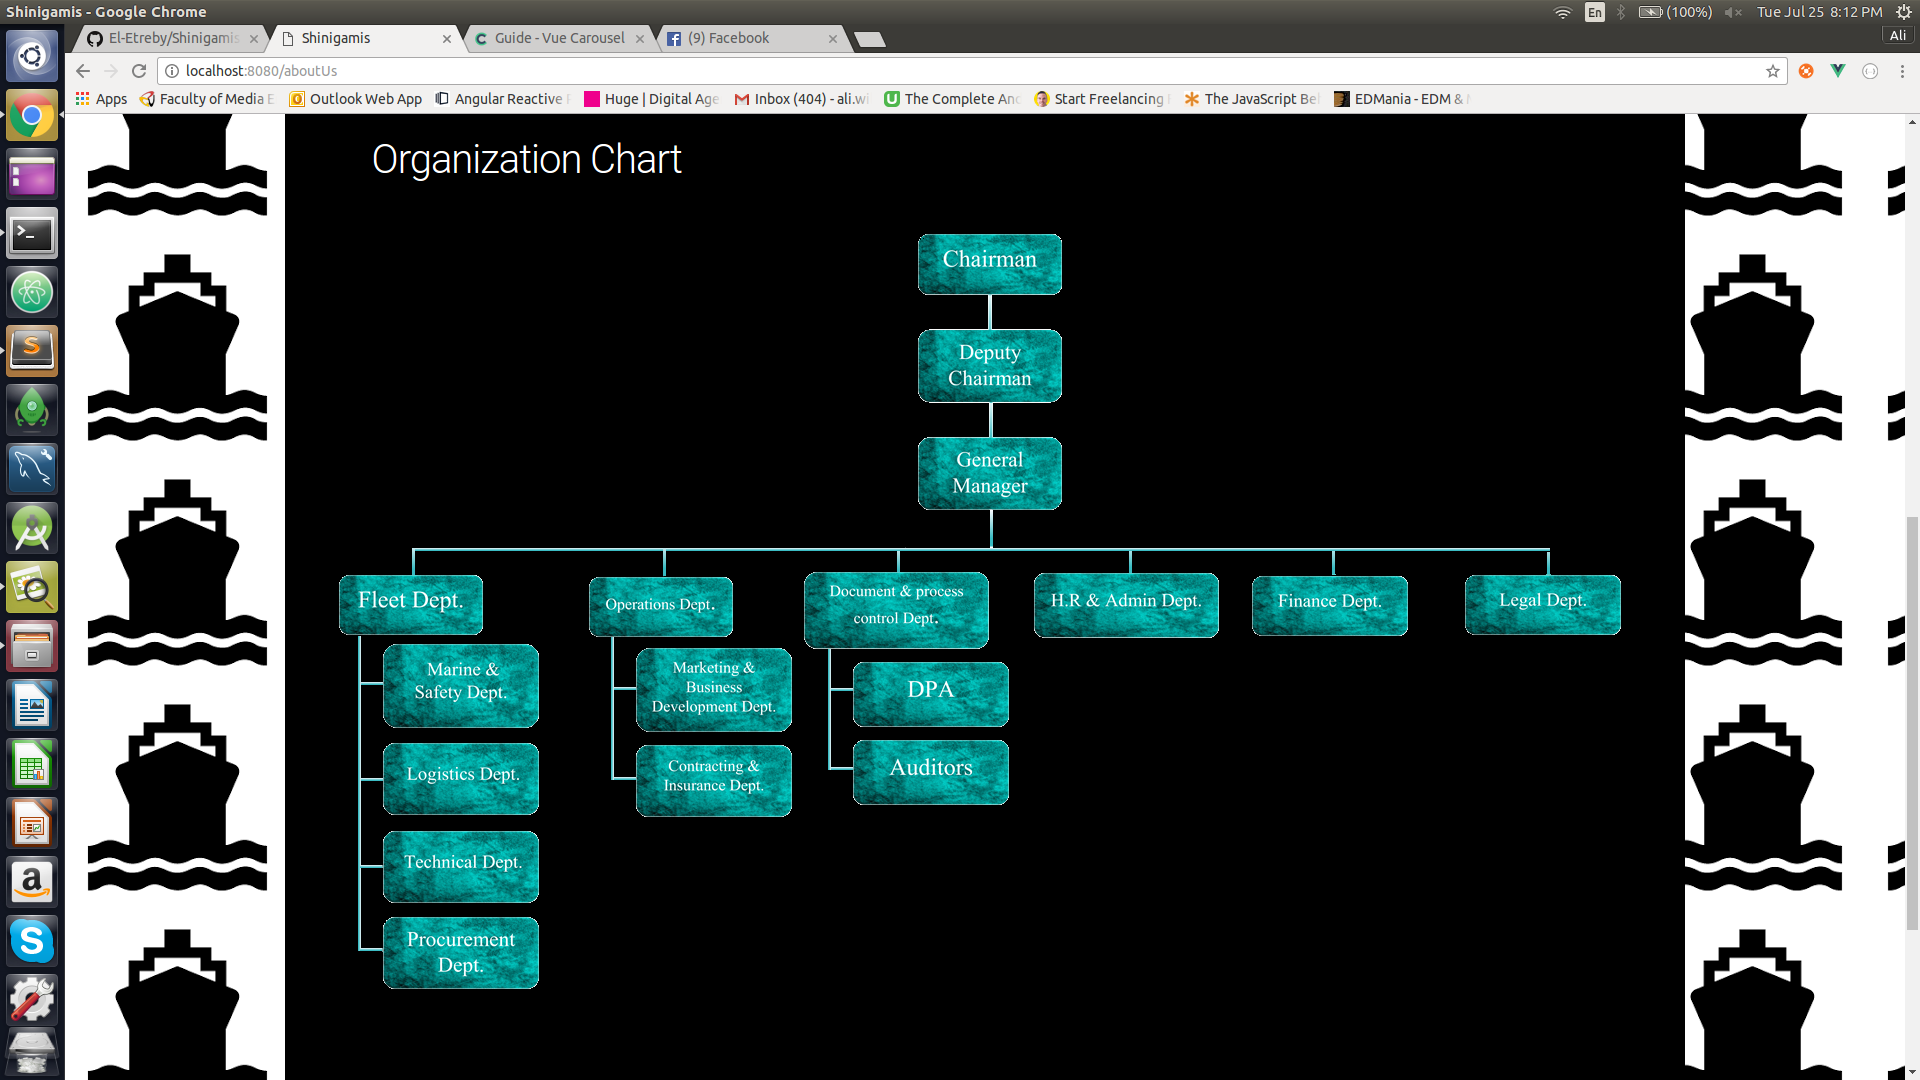 Shinigamis - Google Chrome
En
(100%)
Tue Jul 25 8:12 PM
El-Etreby/Shinigamis
Shinigamis
Guide - Vue Carousel
(9) Facebook
Ali
localhost:8080/aboutUs
Apps
Faculty of Media E
Outlook Web App
Angular Reactive
Huge | Digital Age
Inbox (404) - ali.wi
The Complete Anc
Start Freelancing
The JavaScript Be
EDMania - EDM &
Organization Chart
Chairman
Deputy
Chairman
General
Manager
Fleet Dept.
Operations Dept.
Document & process
control Dept.
H.R & Admin Dept.
Finance Dept.
Legal Dept.
Marine &
Safety Dept.
Logistics Dept.
Technical Dept.
Procurement
Dept.
Marketing &
Business
Development Dept.
Contracting &
Insurance Dept.
DPA
Auditors